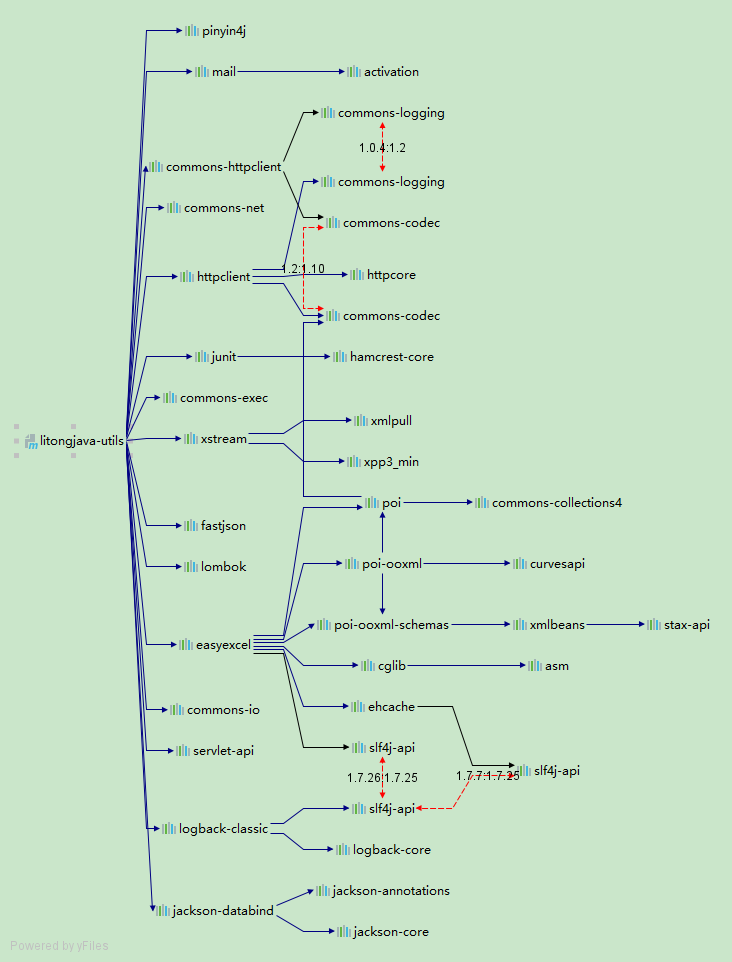 pinyin4j
mail
activation
commons-logging
1.0.4:1.2
commons-httpclient
commons-logging
commons-net
commons-codec
1.2:1.10
httpclient
httpcore
commons-codec
junit
hamcrest-core
commons-exec
xmlpull
litongjava-utils
xstream
xpp3_min
poi
commons-collections4
fastjson
poi-ooxml
curvesapi
lombok
poi-ooxml-schemas
xmlbeans
stax-api
easyexcel
cglib
asm
ehcache
commons-io
slf4j-api
servlet-api
1.7.26:1.7.25
1.7.7:1.7.25
slf4j-api
slf4j-api
logback-classic
logback-core
jackson-annotations
jackson-databind
jackson-core
Powered by yFiles